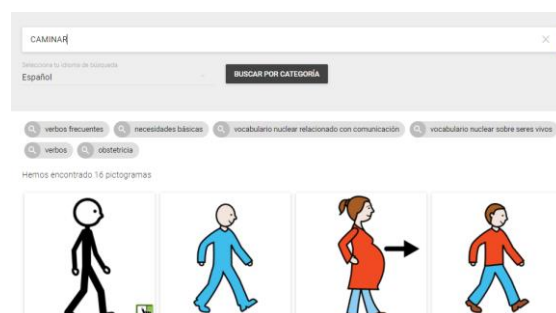 CAMINAR
Selecciona tu idioma de búsqueda
Español
BUSCAR POR CATEGORÍA
verbos frecuentes necesidades básicas vocabulario nuclear relacionado con comunicación vocabulario nuclear sobre seres vivos
verbos obstetricia
Hemos encontrado 16 pictogramas